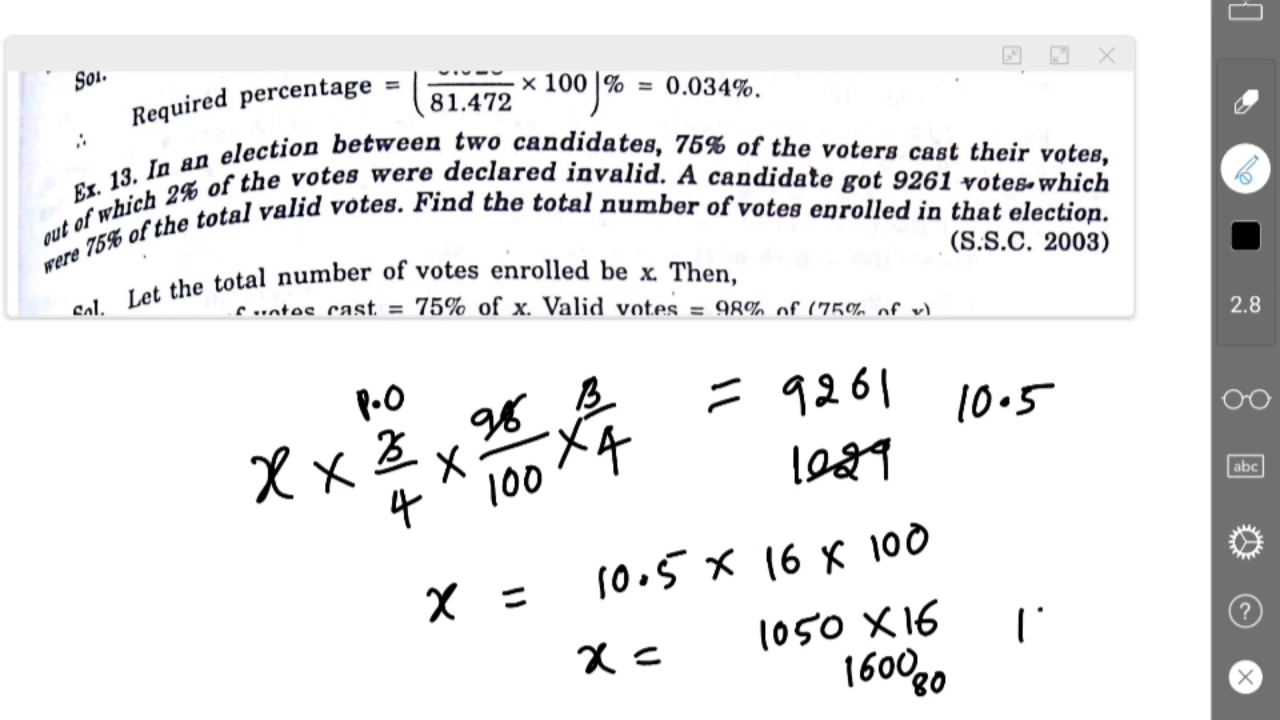 Sol.
∴ Required percentage = ( / 81.472 × 100)% = 0.034%.
Ex. 13. In an election between two candidates, 75% of the voters cast their votes,
out of which 2% of the votes were declared invalid. A candidate got 9261 votes which
were 75% of the total valid votes. Find the total number of votes enrolled in that election.
(S.S.C. 2003)
Sol. Let the total number of votes enrolled be x. Then,
votes cast = 75% of x. Valid votes = 98% of (75% of x)
x × 3/4 × 98/100 × 3/4 = 9261 10.5
1029
x = 10.5 × 16 × 100
x = 1050 × 16
1600 80
2.8
abc
?